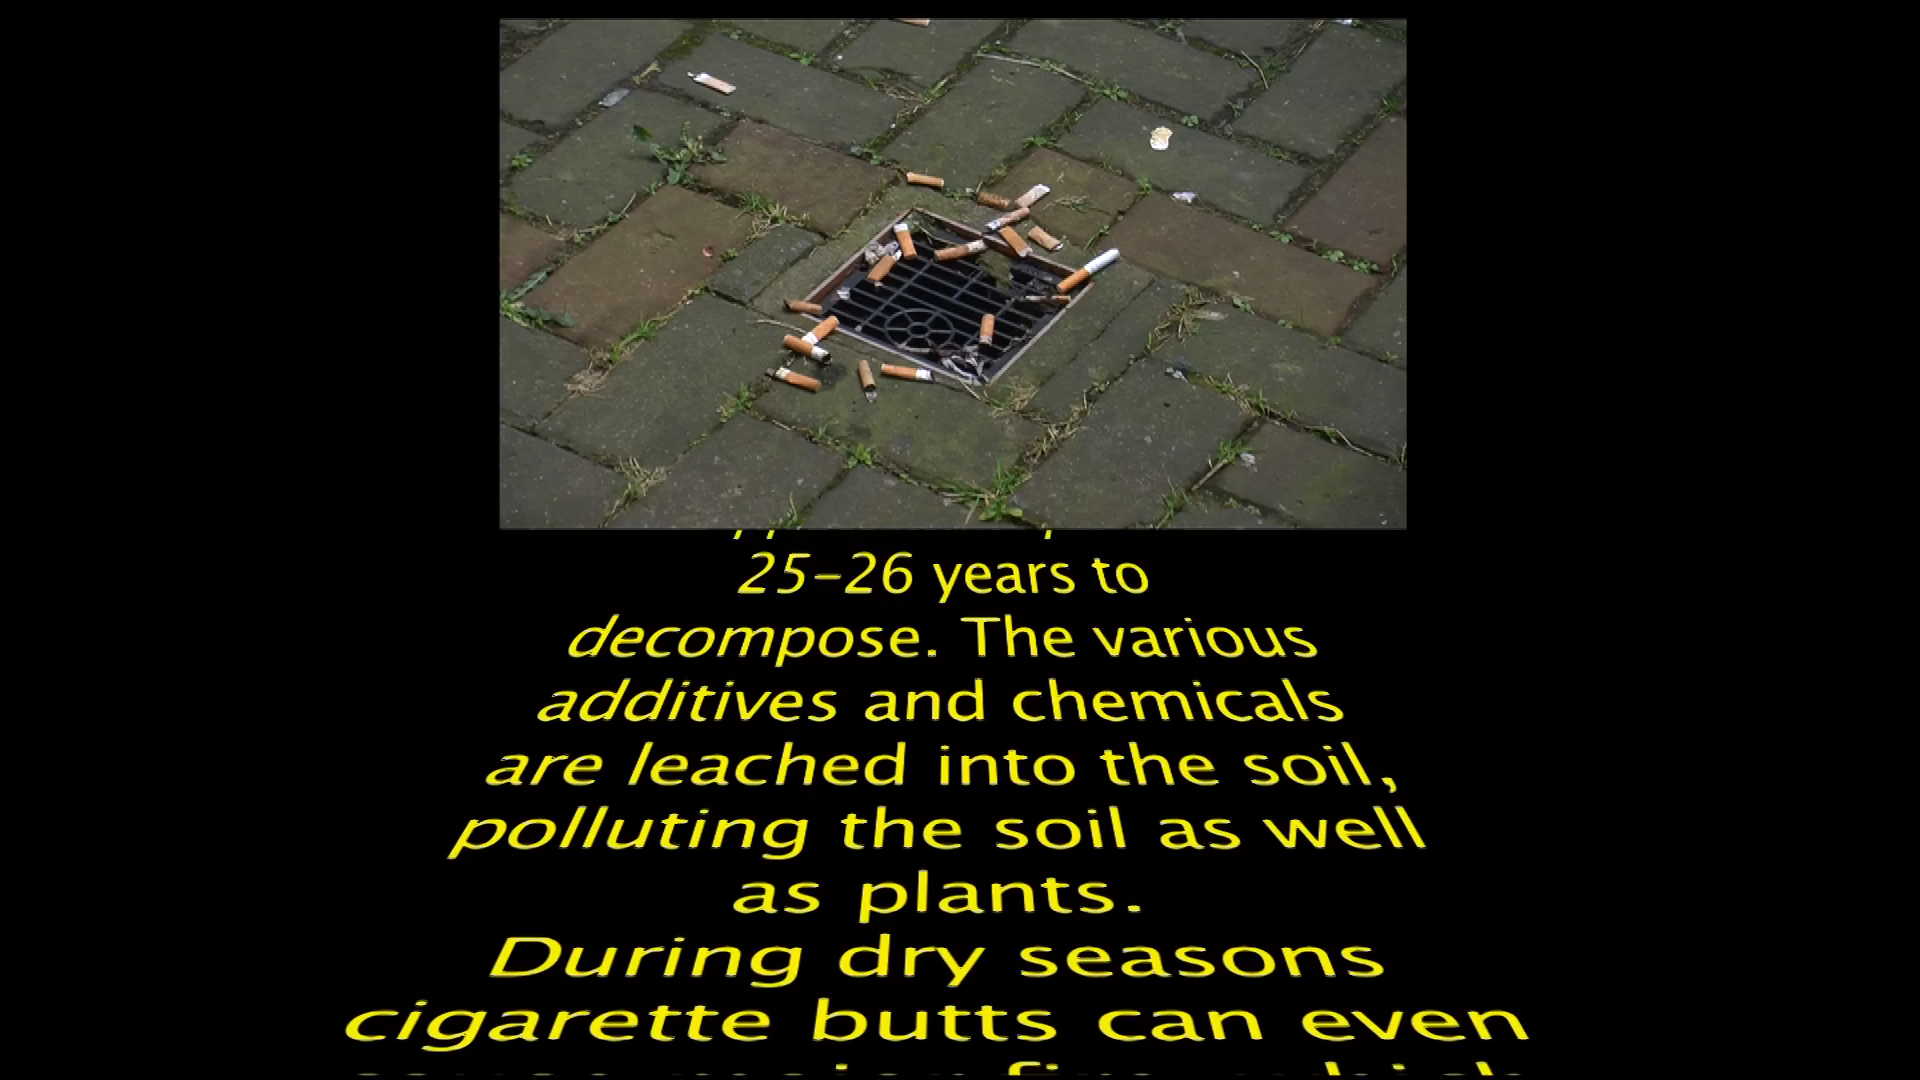 25-26 years to
decompose. The various
additives and chemicals
are leached into the soil,
polluting the soil as well
as plants.
During dry seasons
cigarette butts can even